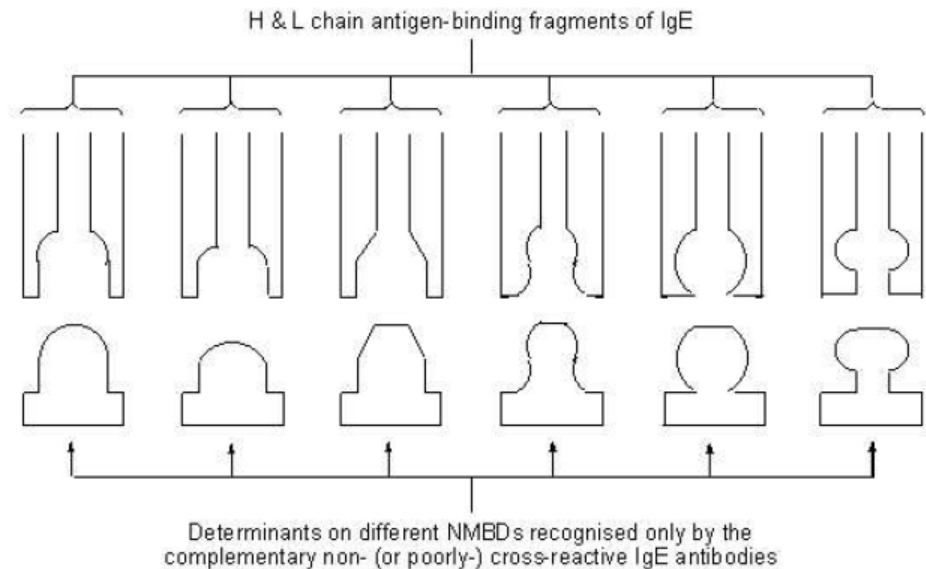 H & L chain antigen-binding fragments of IgE
Determinants on different NMBDs recognised only by the
complementary non- (or poorly-) cross-reactive IgE antibodies